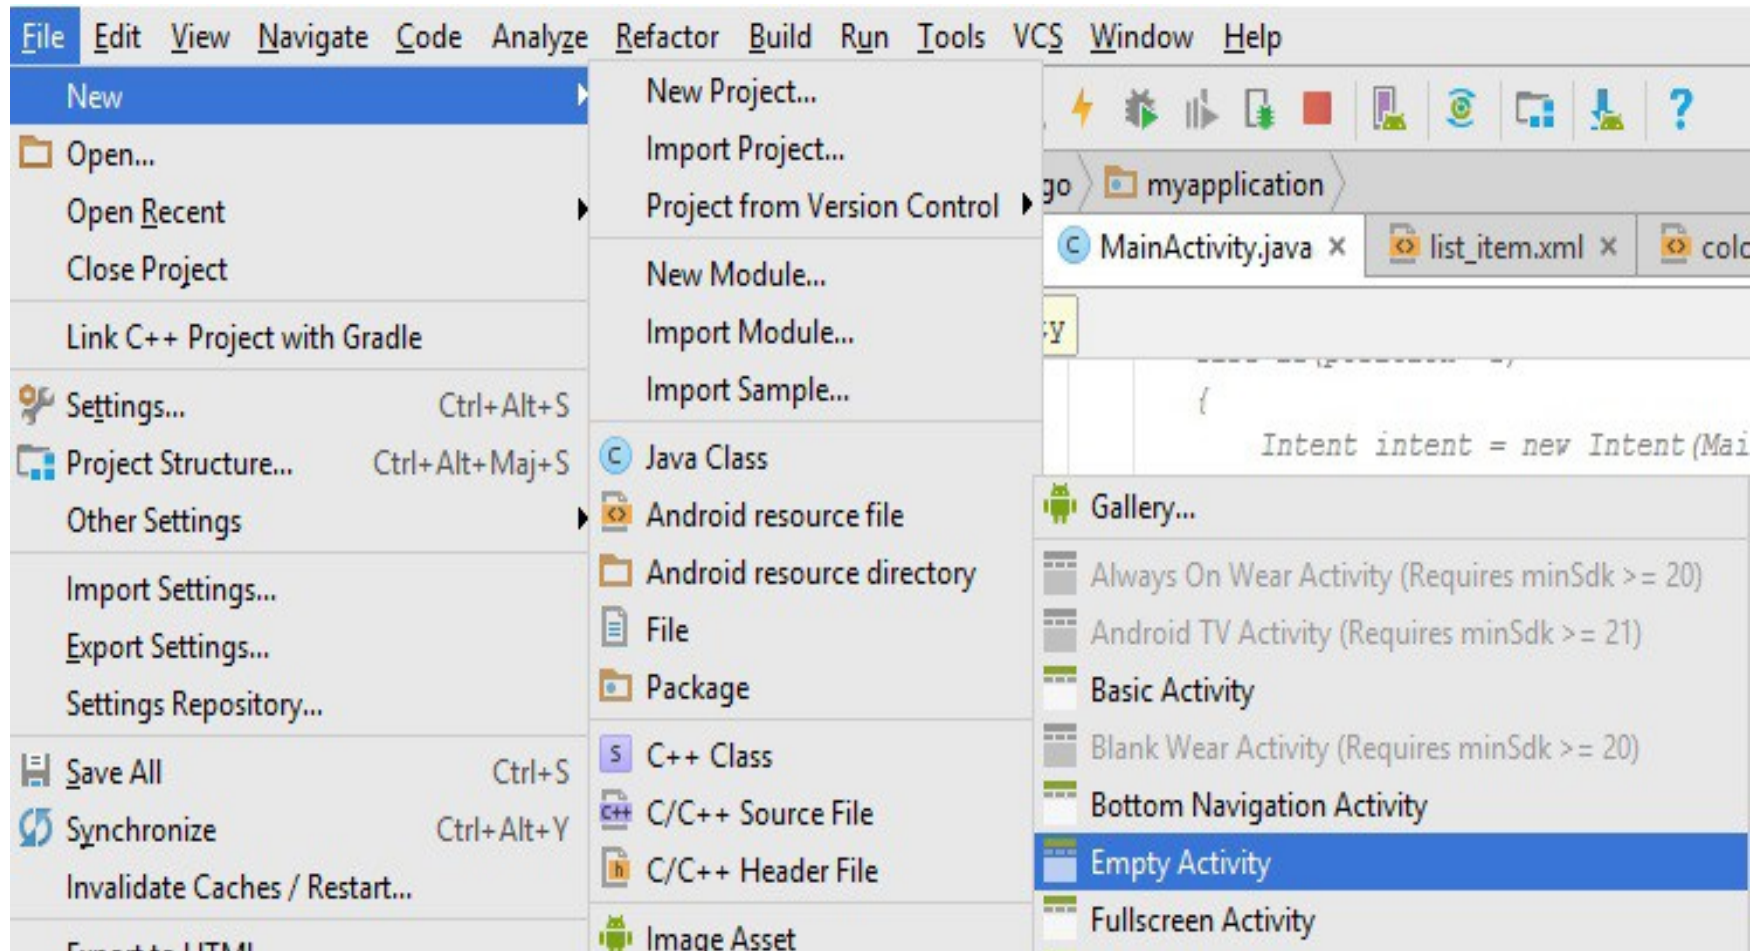 File Edit View Navigate Code Analyze Refactor Build Run Tools VCS Window Help
New
Open...
Open Recent
Close Project
Link C++ Project with Gradle
Settings... Ctrl+Alt+S
Project Structure... Ctrl+Alt+Maj+S
Other Settings
Import Settings...
Export Settings...
Settings Repository...
Save All Ctrl+S
Synchronize Ctrl+Alt+Y
Invalidate Caches / Restart...
Export to HTML
New Project...
Import Project...
Project from Version Control
New Module...
Import Module...
Import Sample...
C Java Class
Android resource file
Android resource directory
File
Package
S C++ Class
C++ C/C++ Source File
h C/C++ Header File
Image Asset
?
go myapplication
C MainActivity.java × list_item.xml × colo
y
{
Intent intent = new Intent(Mai
Gallery...
Always On Wear Activity (Requires minSdk >= 20)
Android TV Activity (Requires minSdk >= 21)
Basic Activity
Blank Wear Activity (Requires minSdk >= 20)
Bottom Navigation Activity
Empty Activity
Fullscreen Activity